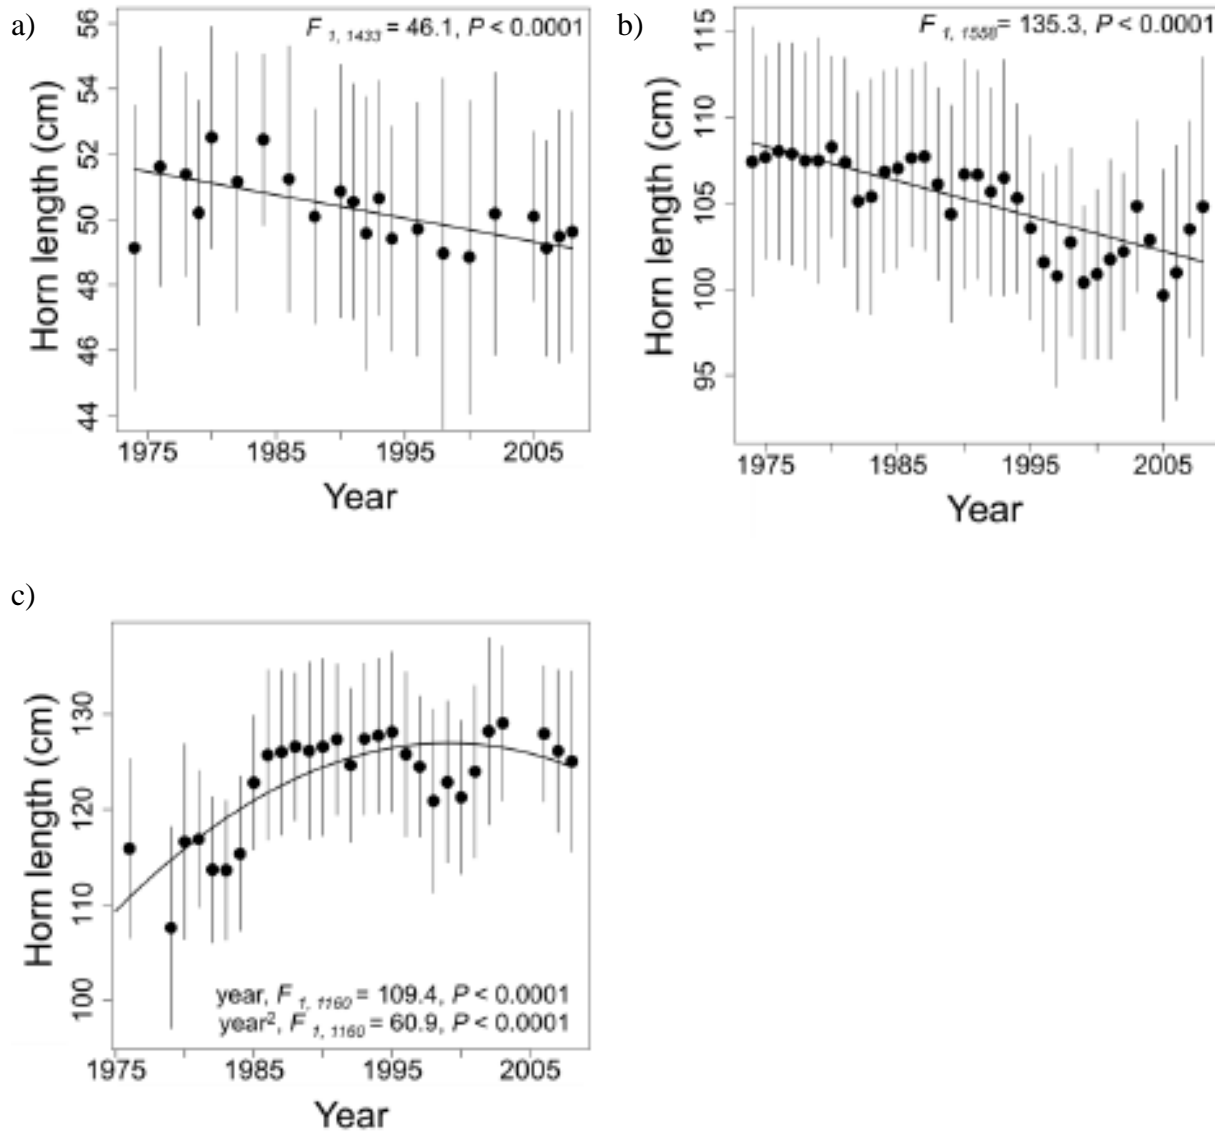 a)
F 1, 1433 = 46.1, P < 0.0001
Horn length (cm)
56
54
52
50
48
46
44
1975 1985 1995 2005
Year
b)
F 1, 1558 = 135.3, P < 0.0001
Horn length (cm)
115
110
105
100
95
1975 1985 1995 2005
Year
c)
Horn length (cm)
130
120
110
100
year, F 1, 1160 = 109.4, P < 0.0001
year², F 1, 1160 = 60.9, P < 0.0001
1975 1985 1995 2005
Year